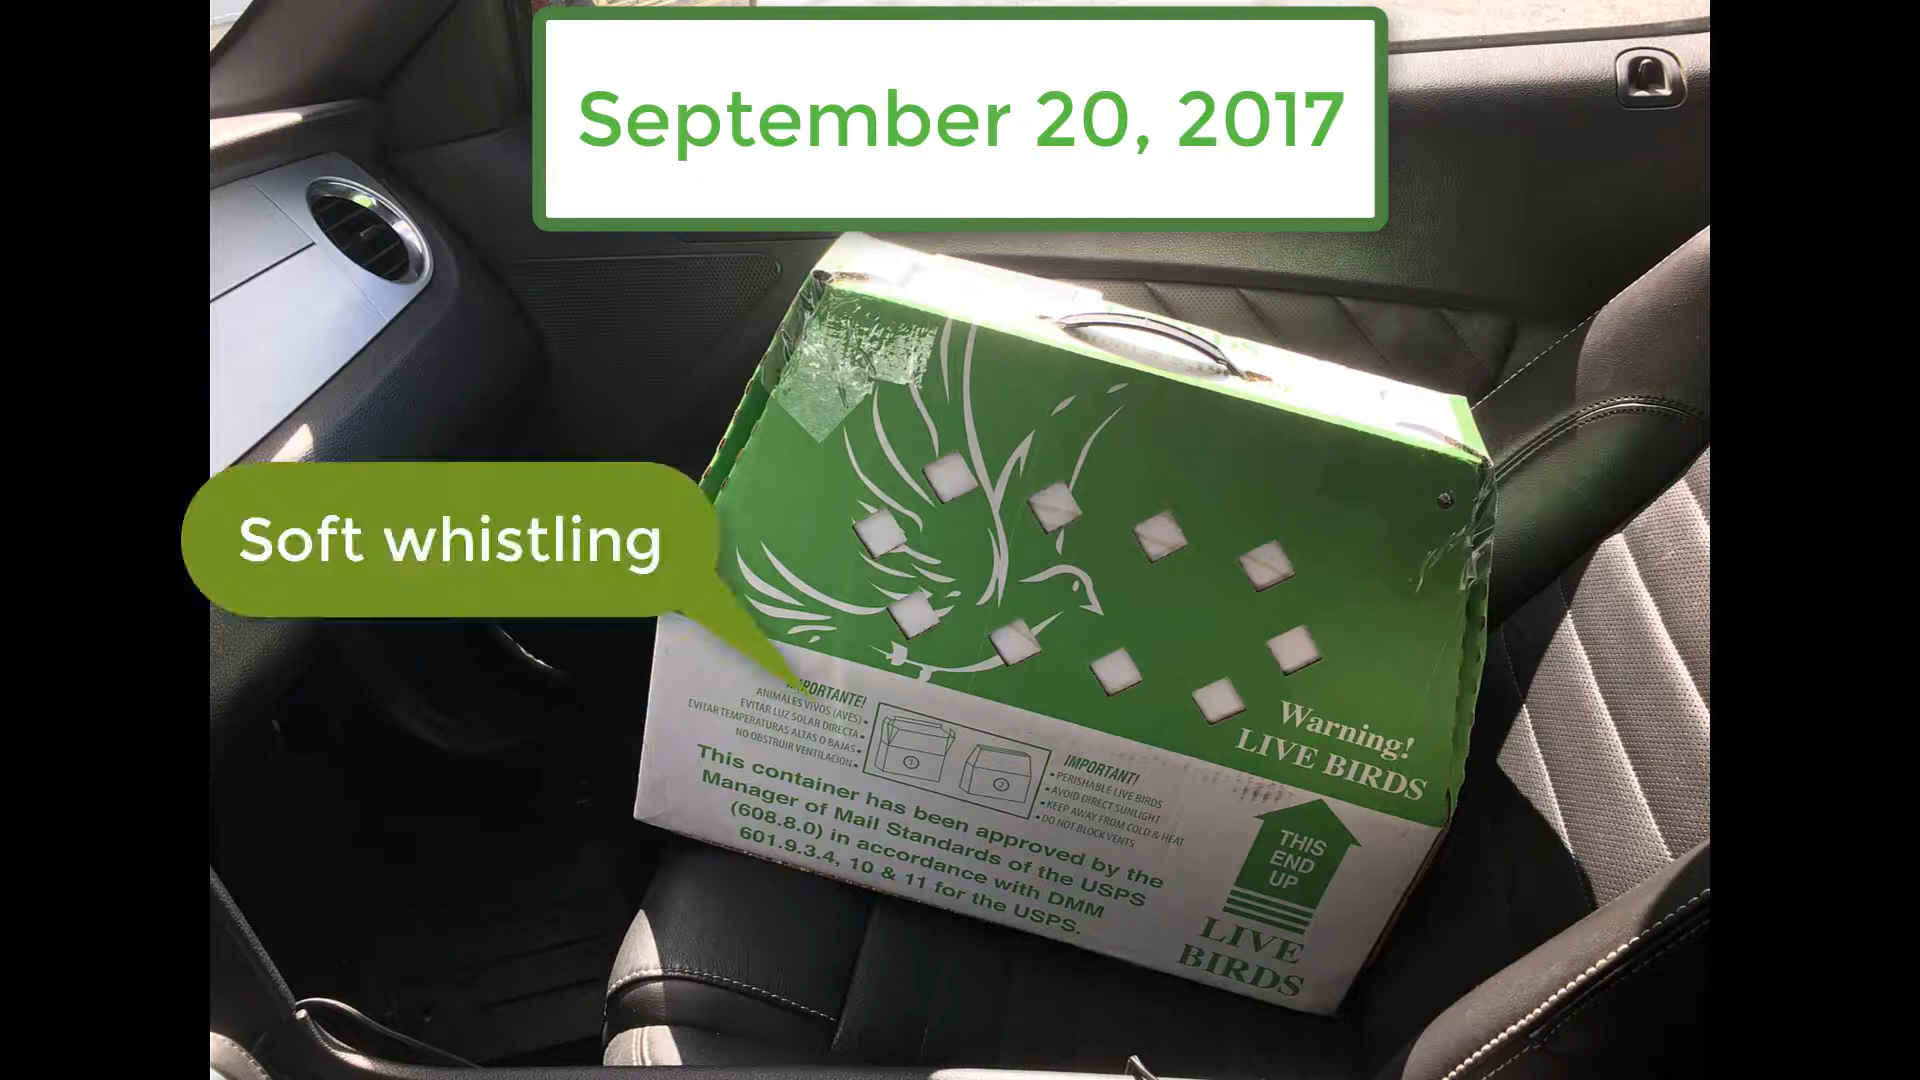 September 20, 2017
Soft whistling
ANIMALES VIVOS (AVES) •
EVITAR LUZ SOLAR DIRECTA •
EVITAR TEMPERATURAS ALTAS O BAJAS •
NO OBSTRUIR VENTILACION •
1
2
IMPORTANT!
• PERISHABLE LIVE BIRDS
• AVOID DIRECT SUNLIGHT
• KEEP AWAY FROM COLD & HEAT
• DO NOT BLOCK VENTS
This container has been approved by the
Manager of Mail Standards of the USPS
(608.8.0) in accordance with DMM
601.9.3.4, 10 & 11 for the USPS.
Warning!
LIVE BIRDS
THIS
END
UP
LIVE
BIRDS